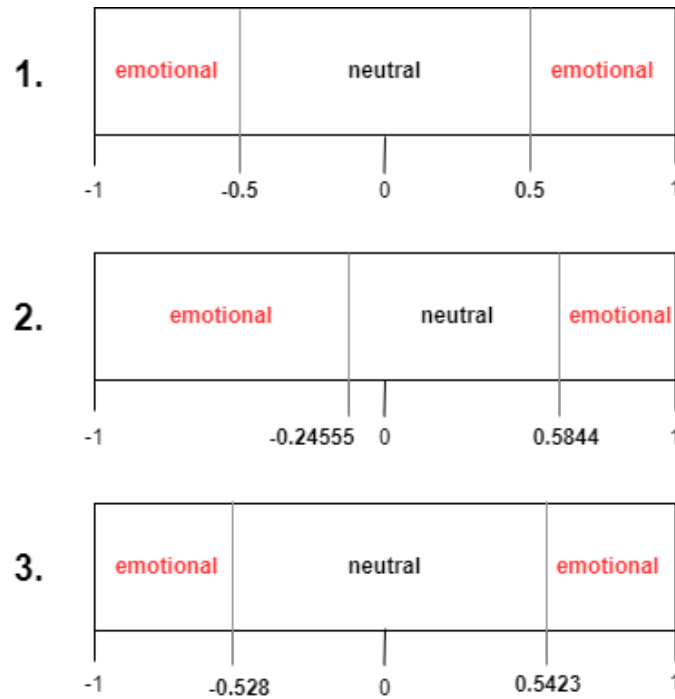 1.
emotional neutral emotional
-1 -0.5 0 0.5 1
2.
emotional neutral emotional
-1 -0.24555 0 0.5844 1
3.
emotional neutral emotional
-1 -0.528 0 0.5423 1